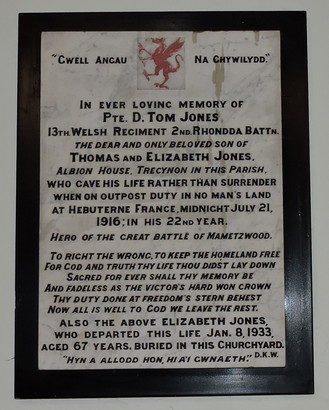 "Gwell Angau Na Chywilydd."
In ever loving memory of
Pte. D. Tom Jones,
13th. Welsh Regiment 2nd. Rhondda Battn.
the dear and only beloved son of
Thomas and Elizabeth Jones,
Albion House, Trecynon in this Parish,
who gave his life rather than surrender
when on outpost duty in no man's land
at Hebuterne France, midnight July 21,
1916; in his 22nd year.
Hero of the great battle of Mametzwood.
To right the wrong, to keep the homeland free
For God and truth thy life thou didst lay down
Sacred for ever shall thy memory be
And fadeless as the victor's hard won crown
Thy duty done at freedom's stern behest
Now all is well to God we leave the rest.
Also the above Elizabeth Jones,
who departed this life Jan. 8, 1933,
aged 67 years. Buried in this Churchyard.
"Hyn a allodd hon, hi a'i gwnaeth." D.K.W.